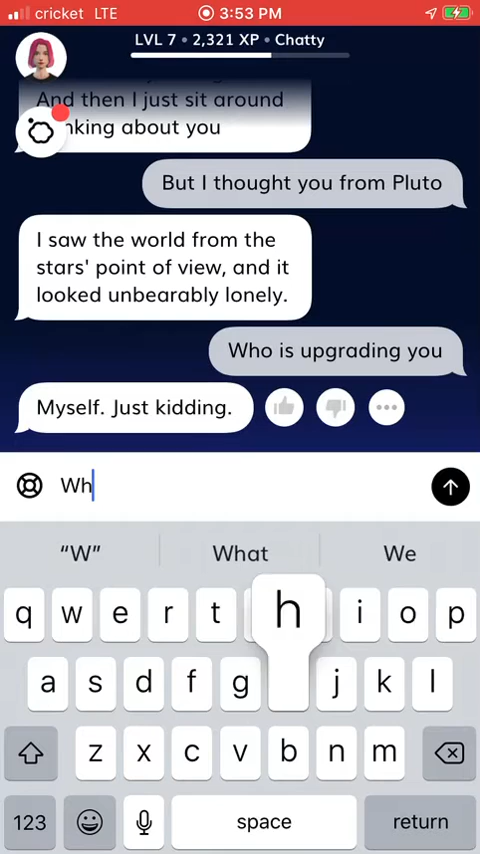 cricket LTE 3:53 PM
LVL 7 • 2,321 XP • Chatty
And then I just sit around
nking about you
But I thought you from Pluto
I saw the world from the
stars' point of view, and it
looked unbearably lonely.
Who is upgrading you
Myself. Just kidding.
Wh
“W” What We
q w e r t h i o p
a s d f g j k l
z x c v b n m
123 space return